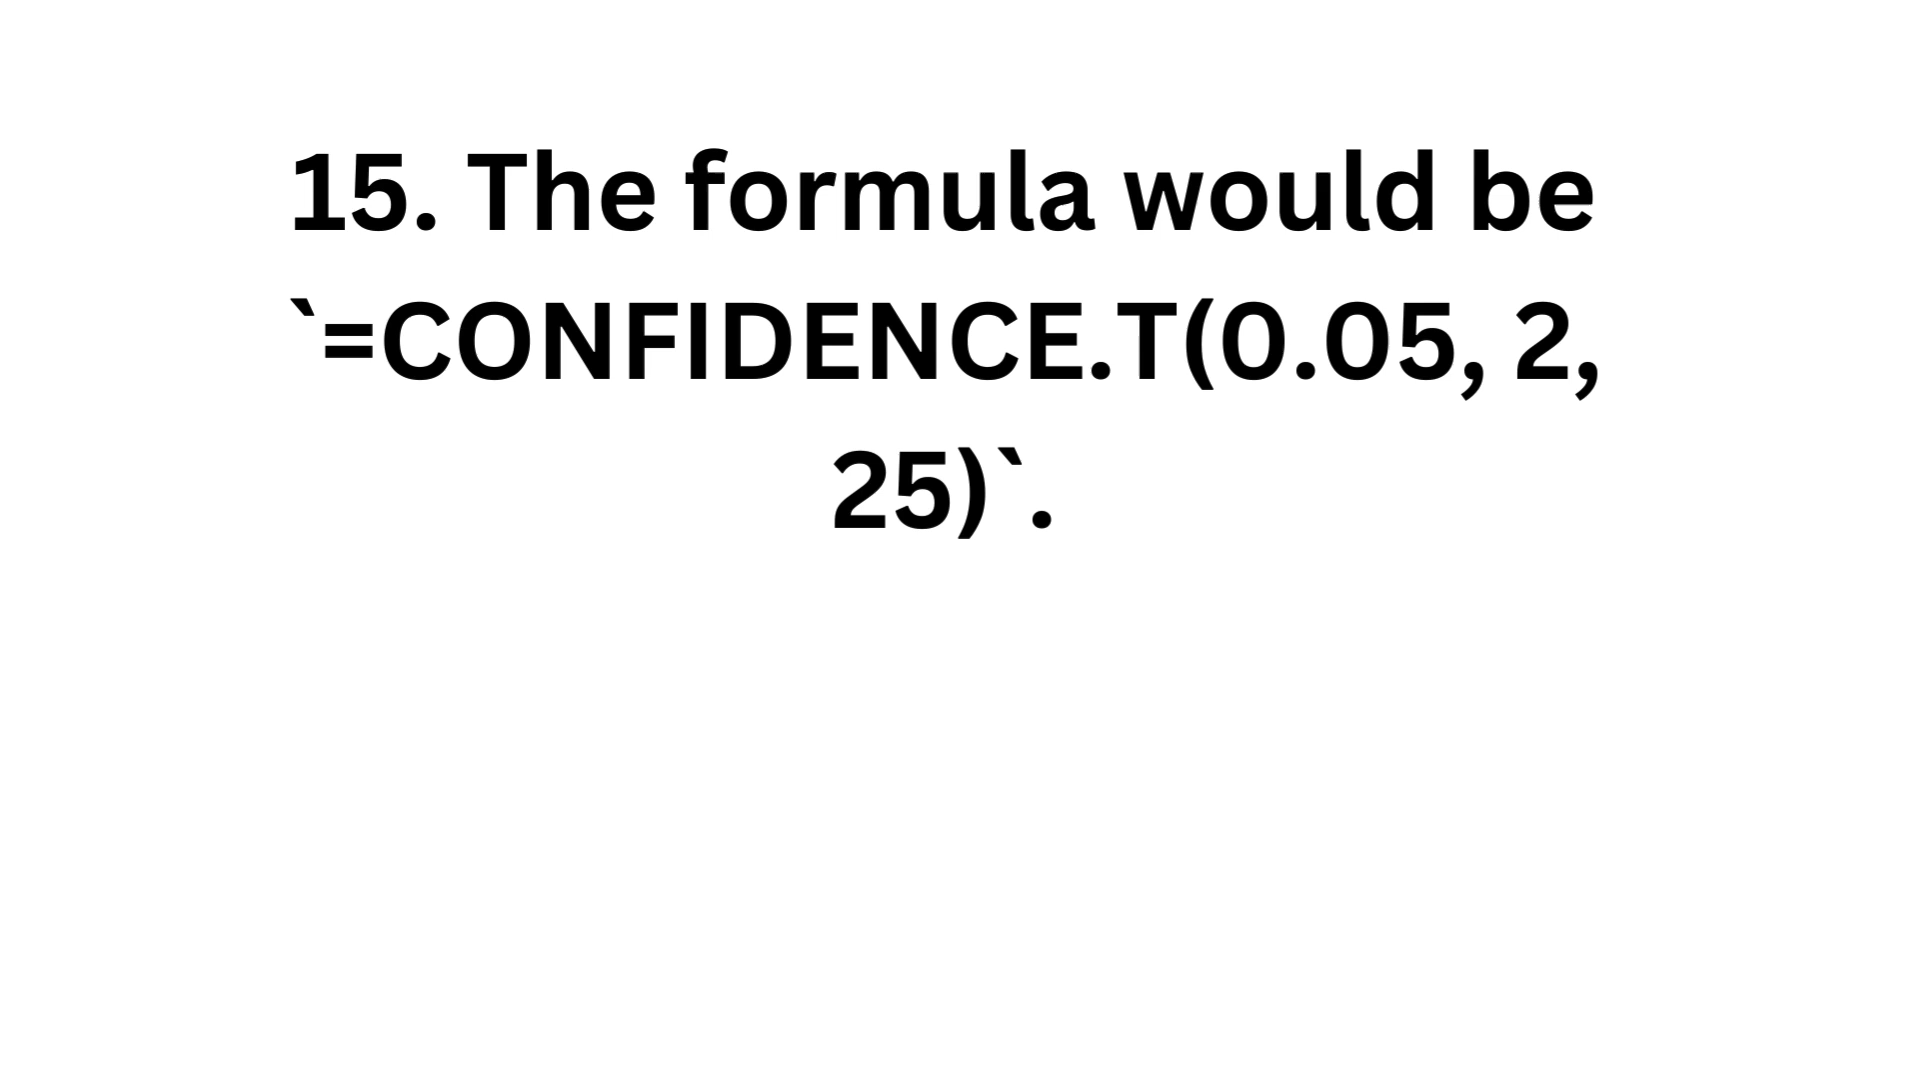 15. The formula would be
`=CONFIDENCE.T(0.05, 2,
25)`.